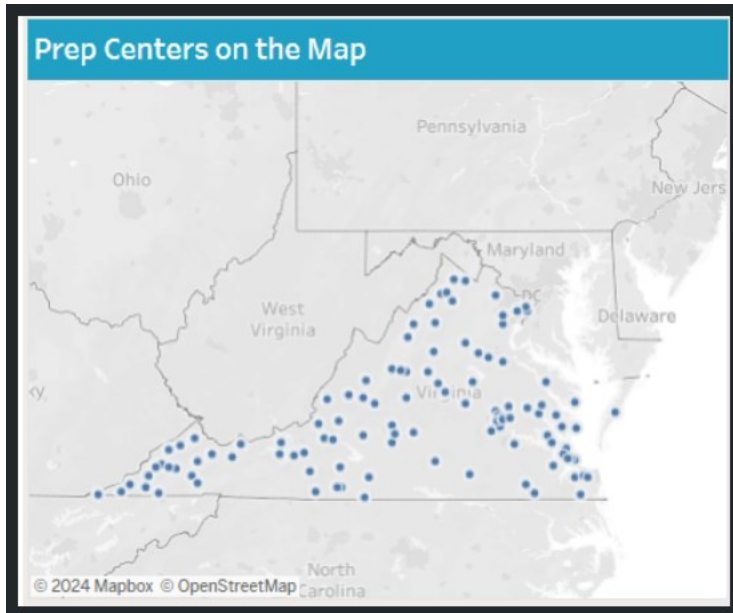 Prep Centers on the Map
Pennsylvania
Ohio
New Jers
Maryland
DC
West
Virginia
Delaware
ky,
Virginia
North
Carolina
© 2024 Mapbox © OpenStreetMap